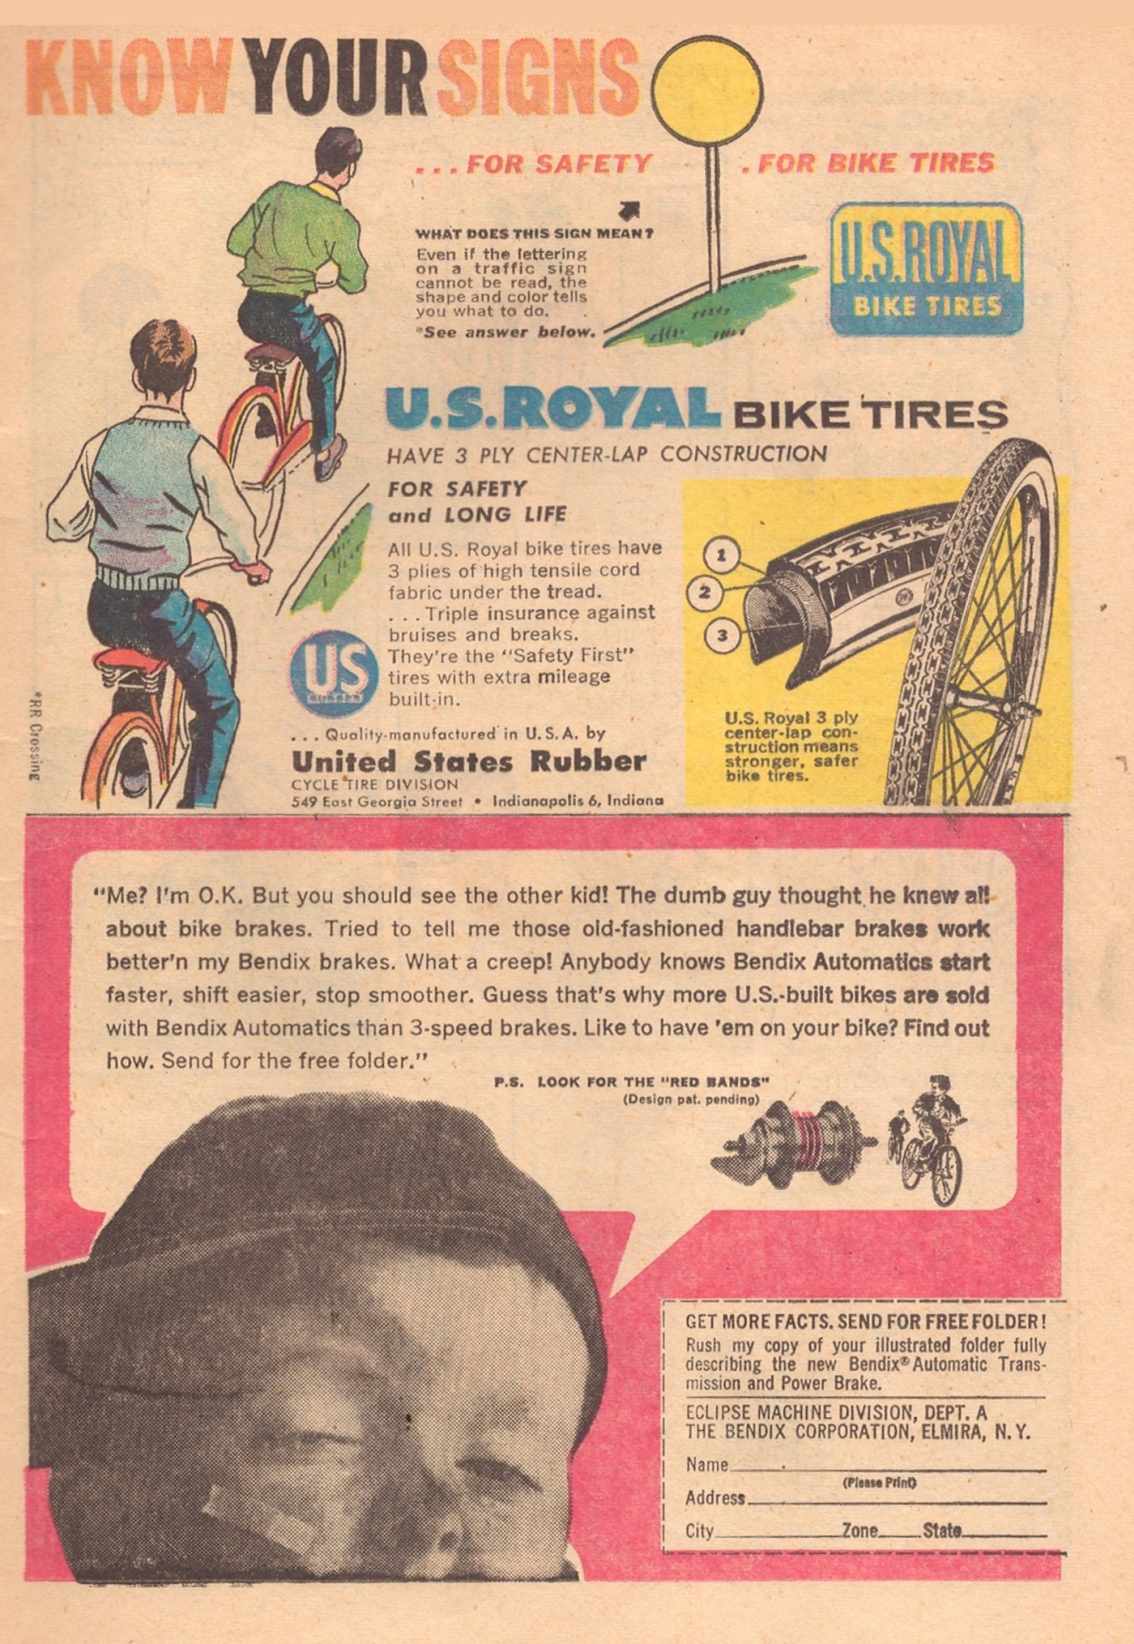 KNOW YOUR SIGNS
...FOR SAFETY
. FOR BIKE TIRES
WHAT DOES THIS SIGN MEAN?
Even if the lettering
on a traffic sign
cannot be read, the
shape and color tells
you what to do.
*See answer below.
U.S. ROYAL
BIKE TIRES
U.S. ROYAL BIKE TIRES
HAVE 3 PLY CENTER-LAP CONSTRUCTION
FOR SAFETY
and LONG LIFE
All U.S. Royal bike tires have
3 plies of high tensile cord
fabric under the tread.
...Triple insurance against
bruises and breaks.
They're the "Safety First"
tires with extra mileage
built-in.
US
1
2
3
U.S. Royal 3 ply
center-lap con-
struction means
stronger, safer
bike tires.
...Quality-manufactured in U.S.A. by
United States Rubber
CYCLE TIRE DIVISION
549 East Georgia Street • Indianapolis 6, Indiana
*RR Crossing
"Me? I'm O.K. But you should see the other kid! The dumb guy thought he knew all
about bike brakes. Tried to tell me those old-fashioned handlebar brakes work
better'n my Bendix brakes. What a creep! Anybody knows Bendix Automatics start
faster, shift easier, stop smoother. Guess that's why more U.S.-built bikes are sold
with Bendix Automatics than 3-speed brakes. Like to have 'em on your bike? Find out
how. Send for the free folder."
P.S. LOOK FOR THE "RED BANDS"
(Design pat. pending)
GET MORE FACTS. SEND FOR FREE FOLDER!
Rush my copy of your illustrated folder fully
describing the new Bendix® Automatic Trans-
mission and Power Brake.
ECLIPSE MACHINE DIVISION, DEPT. A
THE BENDIX CORPORATION, ELMIRA, N.Y.
Name
(Please Print)
Address
City Zone State